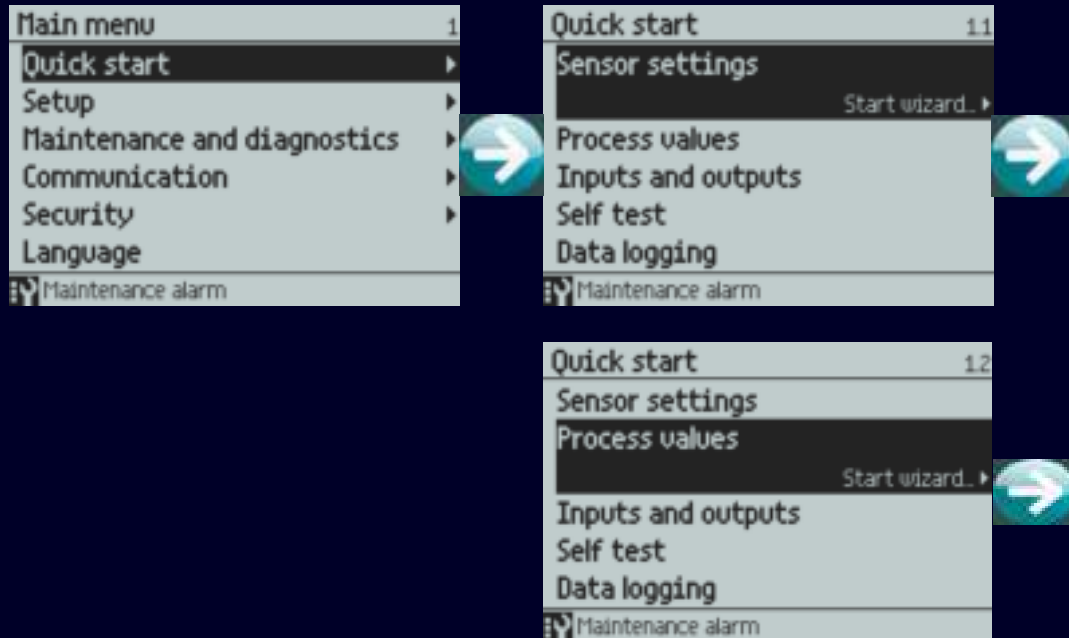 Main menu 1
Quick start
Setup
Maintenance and diagnostics
Communication
Security
Language
Maintenance alarm
Quick start 1.1
Sensor settings
Start wizard...
Process values
Inputs and outputs
Self test
Data logging
Maintenance alarm
Quick start 1.2
Sensor settings
Process values
Start wizard...
Inputs and outputs
Self test
Data logging
Maintenance alarm